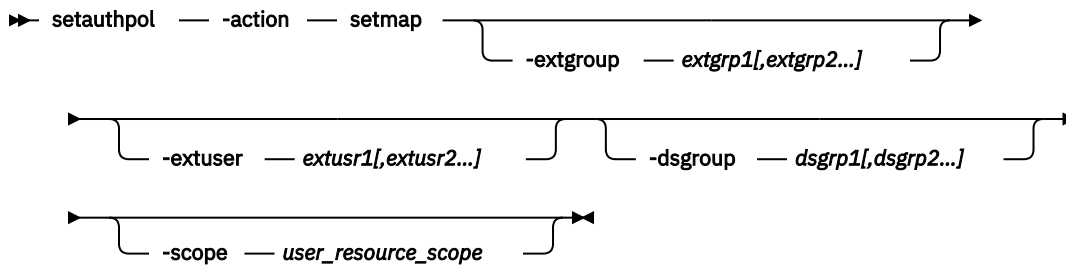 setauthpol -action setmap
-extgroup extgrp1[,extgrp2...]
-extuser extusr1[,extusr2...] -dsgroup dsgrp1[,dsgrp2...]
-scope user_resource_scope